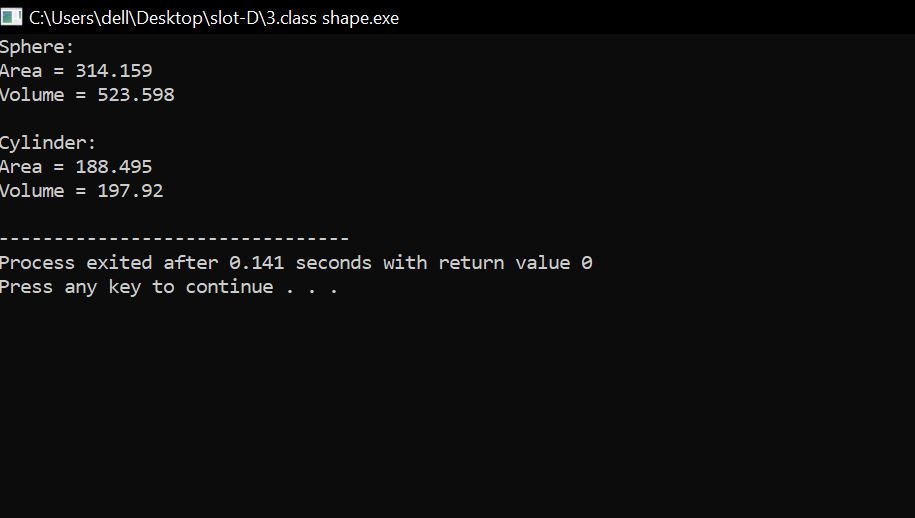 C:\Users\dell\Desktop\slot-D\3.class shape.exe
Sphere:
Area = 314.159
Volume = 523.598
Cylinder:
Area = 188.495
Volume = 197.92
--------------------------------
Process exited after 0.141 seconds with return value 0
Press any key to continue . . .